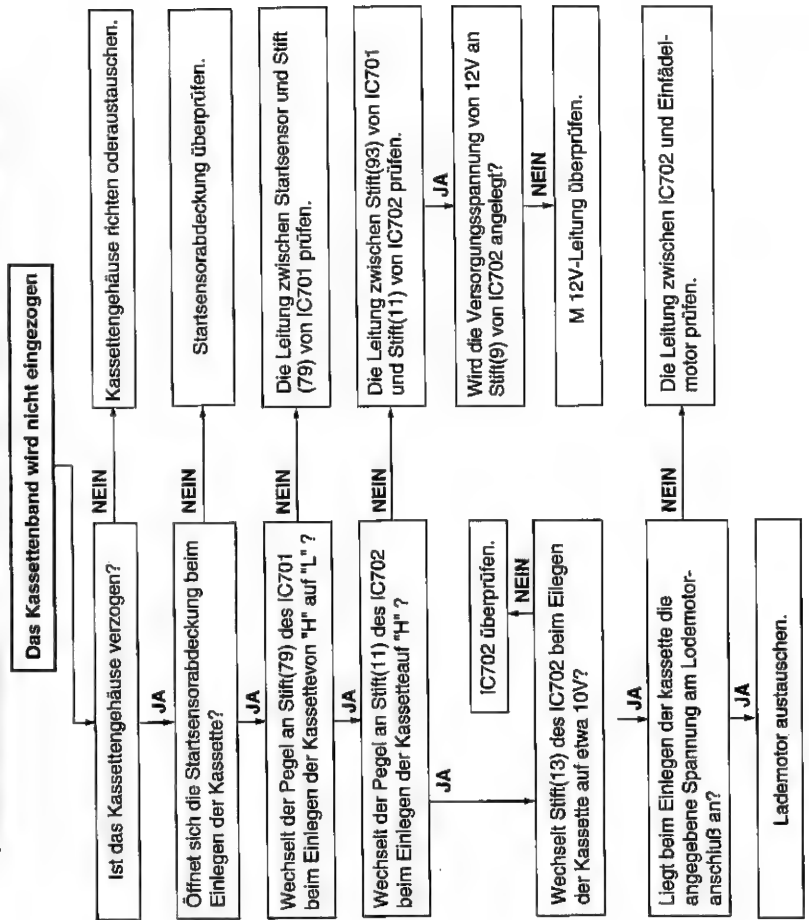 Das Kassettenband wird nicht eingezogen
Ist das Kassettengehäuse verzogen?
NEIN
Kassettengehäuse richten oderaustauschen.
JA
Öffnet sich die Startsensorabdeckung beim
Einlegen der Kassette?
NEIN
Startsensorabdeckung überprüfen.
JA
Wechselt der Pegel an Stift(79) des IC701
beim Einlegen der Kassettevon "H" auf "L" ?
NEIN
Die Leitung zwischen Startsensor und Stift
(79) von IC701 prüfen.
JA
Wechselt der Pegel an Stift(11) des IC702
beim Einlegen der Kassetteauf "H" ?
NEIN
Die Leitung zwischen Stift(93) von IC701
und Stift(11) von IC702 prüfen.
JA
Wird die Versorgungsspannung von 12V an
Stift(9) von IC702 angelegt?
NEIN
M 12V-Leitung überprüfen.
JA
IC702 überprüfen.
NEIN
Wechselt Stift(13) des IC702 beim Eilegen
der Kassette auf etwa 10V?
JA
Liegt beim Einlegen der kassette die
angegebene Spannung am Lodemotor-
anschluß an?
NEIN
Die Leitung zwischen IC702 und Einfädel-
motor prüfen.
JA
Lademotor austauschen.